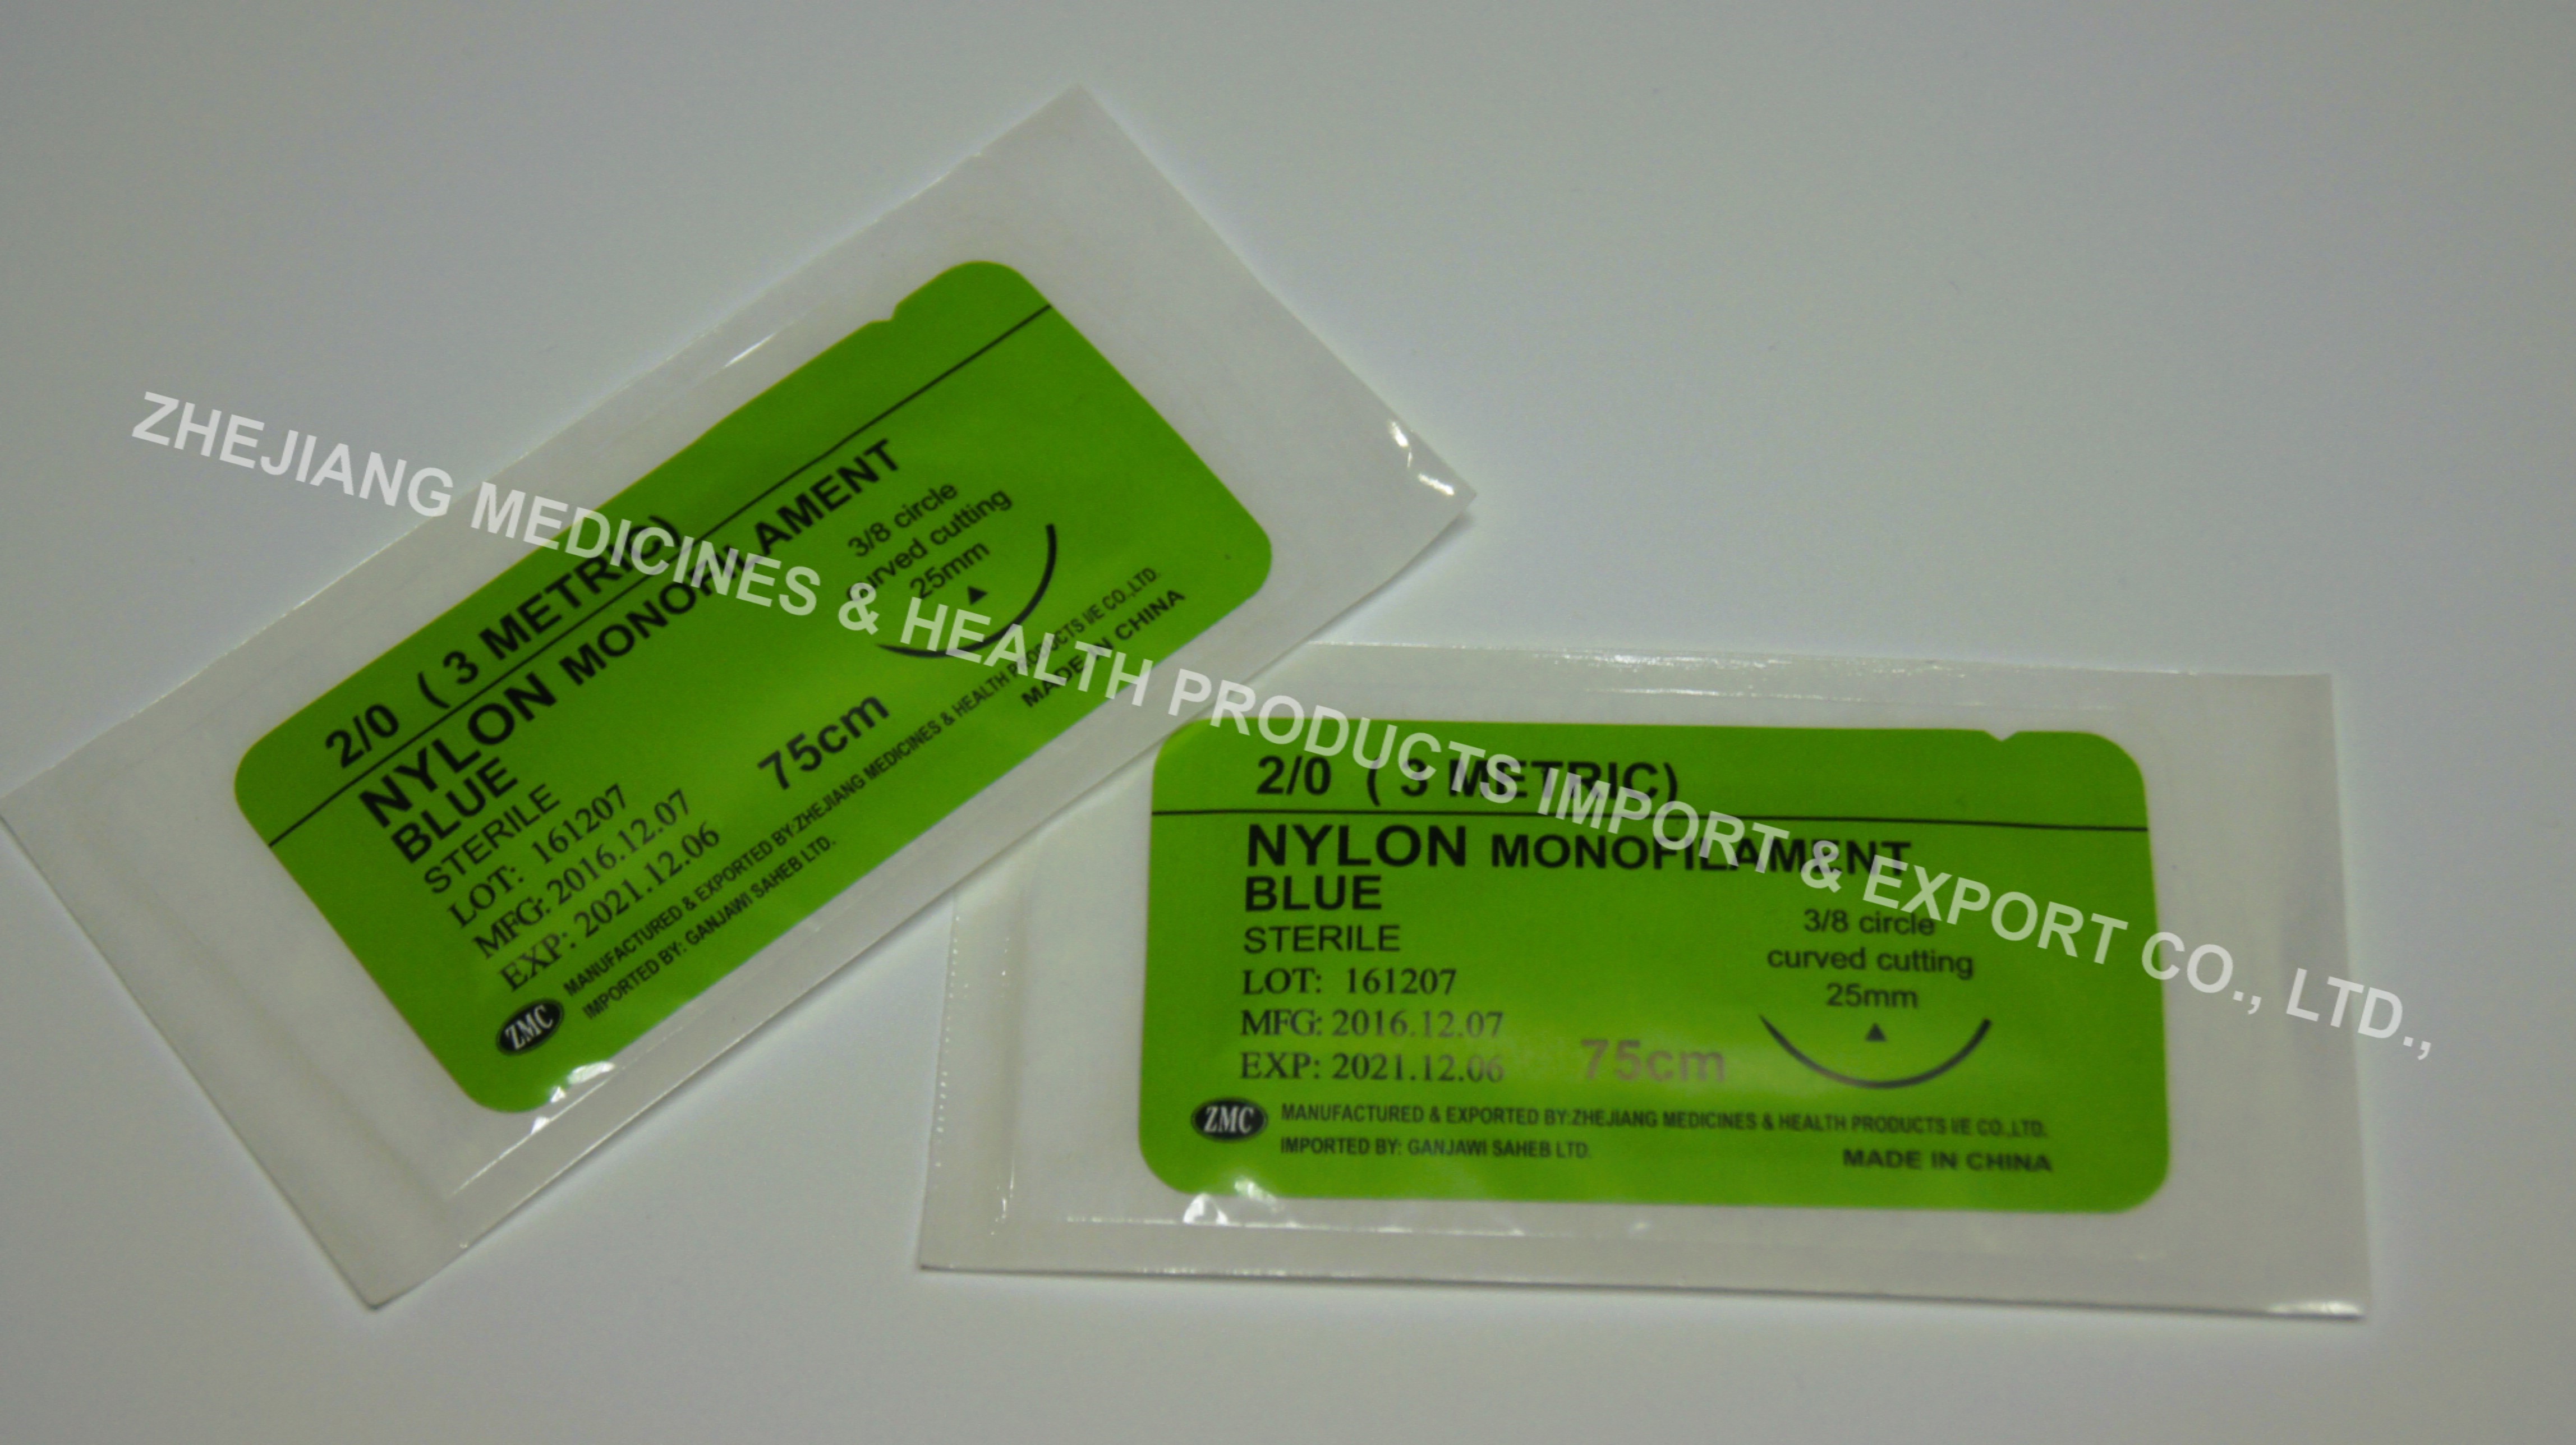 2/0 ( 3 METRIC)
NYLON MONOFILAMENT
BLUE
STERILE
LOT: 161207
MFG: 2016.12.07
EXP: 2021.12.06
75cm
3/8 circle
curved cutting
25mm
ZMC
MANUFACTURED & EXPORTED BY:ZHEJIANG MEDICINES & HEALTH PRODUCTS I/E CO.,LTD.
IMPORTED BY: GANJAWI SAHEB LTD.
MADE IN CHINA
ZHEJIANG MEDICINES & HEALTH PRODUCTS IMPORT & EXPORT CO., LTD.,
2/0 ( 3 METRIC)
NYLON MONOFILAMENT
BLUE
STERILE
LOT: 161207
MFG: 2016.12.07
EXP: 2021.12.06
75cm
3/8 circle
curved cutting
25mm
ZMC
MANUFACTURED & EXPORTED BY:ZHEJIANG MEDICINES & HEALTH PRODUCTS I/E CO.,LTD.
IMPORTED BY: GANJAWI SAHEB LTD.
MADE IN CHINA